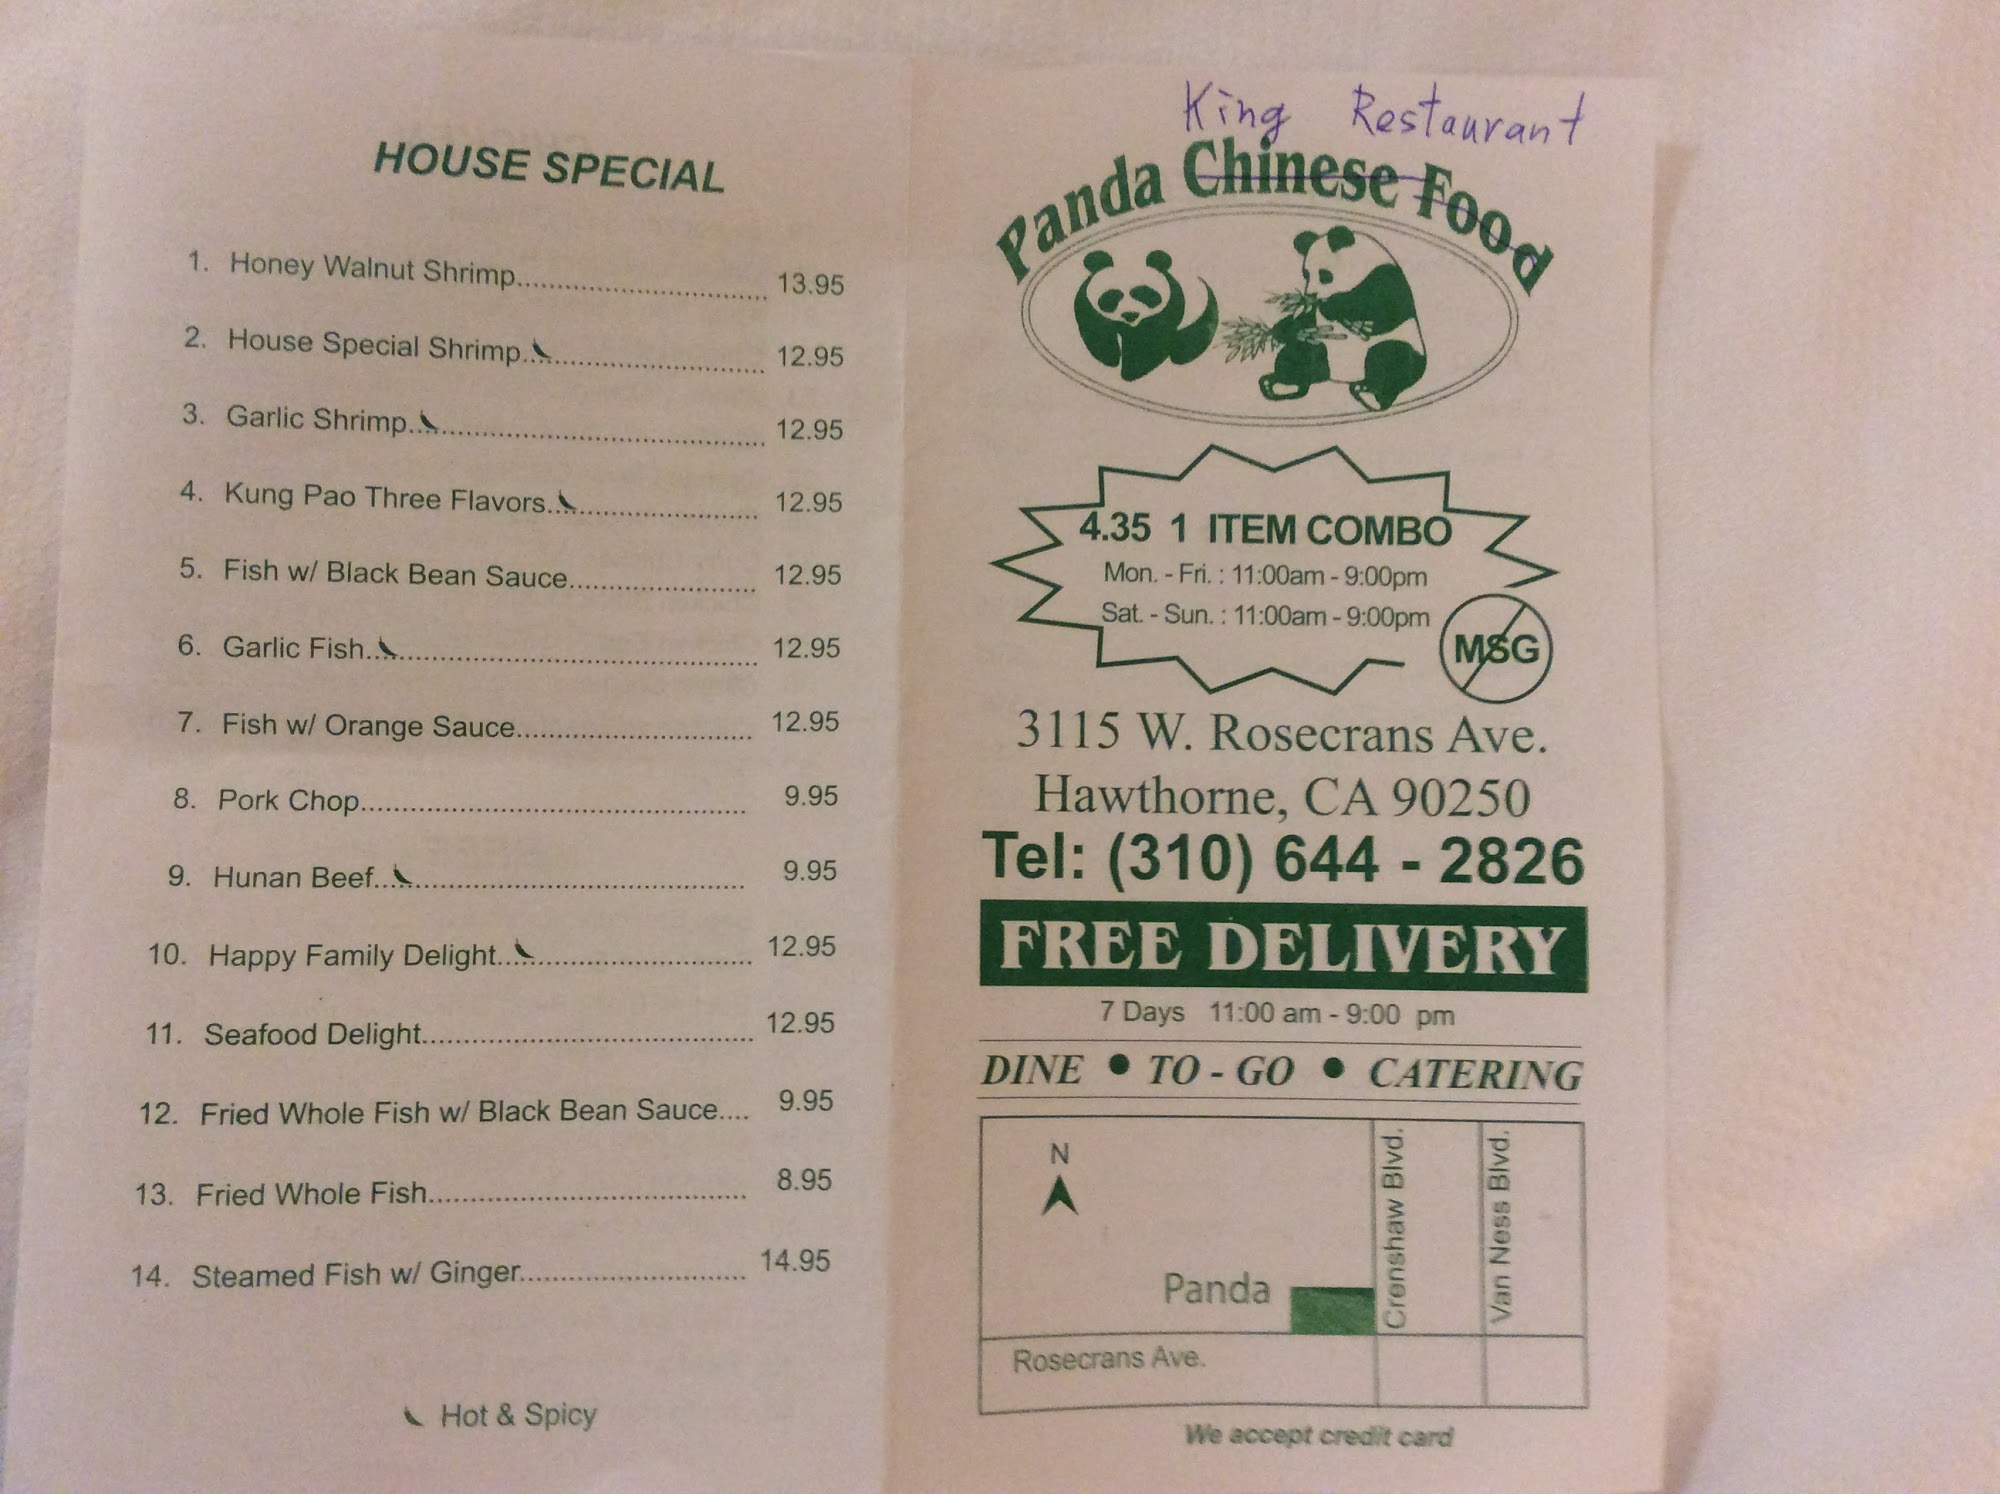 HOUSE SPECIAL
1. Honey Walnut Shrimp.................................... 13.95
2. House Special Shrimp.................................. 12.95
3. Garlic Shrimp.................................................. 12.95
4. Kung Pao Three Flavors.............................. 12.95
5. Fish w/ Black Bean Sauce........................... 12.95
6. Garlic Fish...................................................... 12.95
7. Fish w/ Orange Sauce.................................. 12.95
8. Pork Chop....................................................... 9.95
9. Hunan Beef..................................................... 9.95
10. Happy Family Delight................................... 12.95
11. Seafood Delight.............................................. 12.95
12. Fried Whole Fish w/ Black Bean Sauce.... 9.95
13. Fried Whole Fish............................................. 8.95
14. Steamed Fish w/ Ginger................................ 14.95
Hot & Spicy
King Restaurant
Panda Chinese Food
4.35 1 ITEM COMBO
Mon. - Fri. : 11:00am - 9:00pm
Sat. - Sun. : 11:00am - 9:00pm
MSG
3115 W. Rosecrans Ave.
Hawthorne, CA 90250
Tel: (310) 644 - 2826
FREE DELIVERY
7 Days 11:00 am - 9:00 pm
DINE • TO - GO • CATERING
N
Crenshaw Blvd.
Van Ness Blvd.
Panda
Rosecrans Ave.
We accept credit card